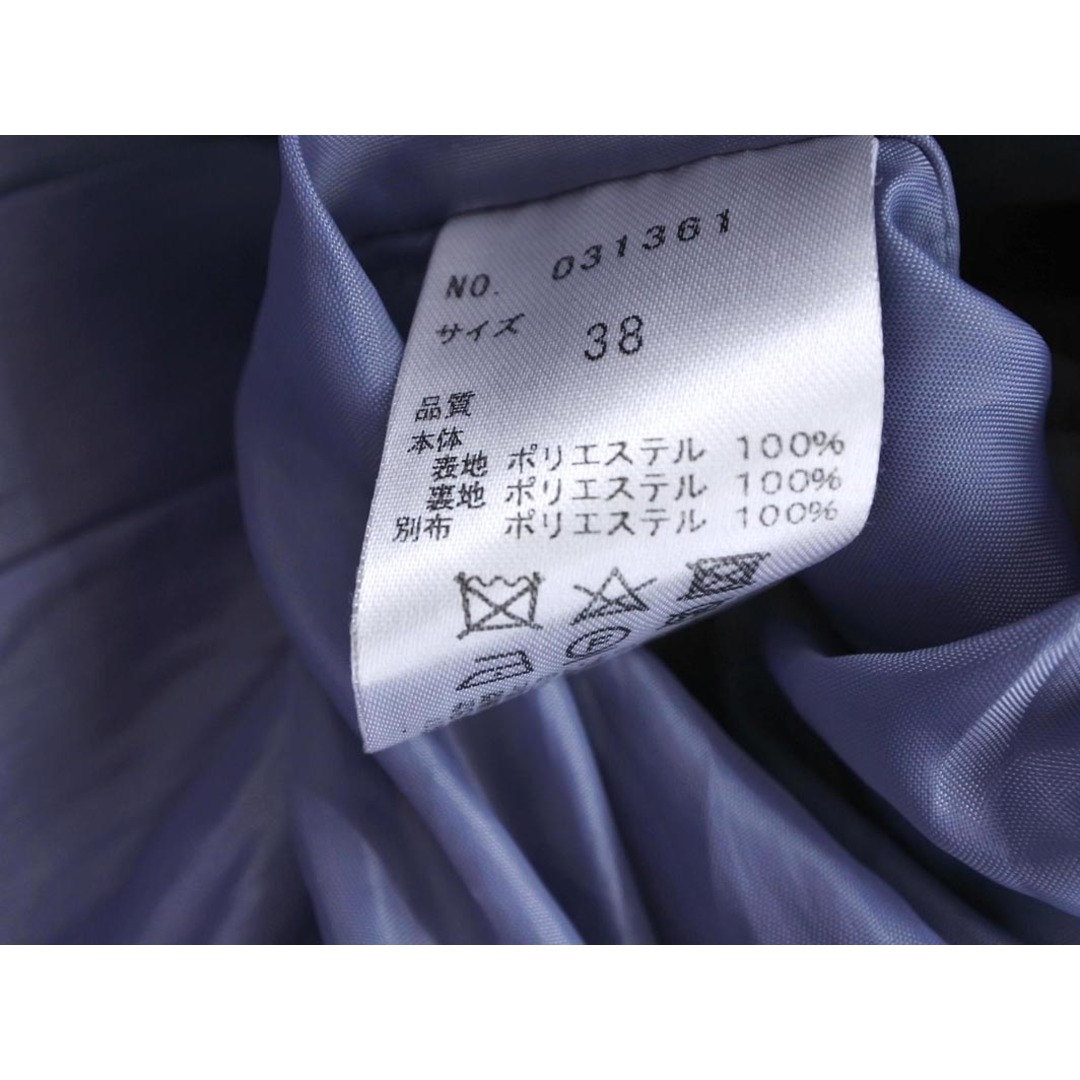 NO. 031361
サイズ 38
品質
本体
表地 ポリエステル 100%
裏地 ポリエステル 100%
別布 ポリエステル 100%
P